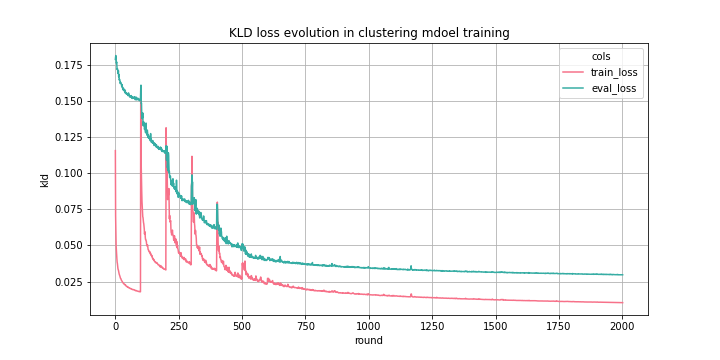 KLD loss evolution in clustering mdoel training
cols
train_loss
eval_loss
kld
0.175
0.150
0.125
0.100
0.075
0.050
0.025
0 250 500 750 1000 1250 1500 1750 2000
round